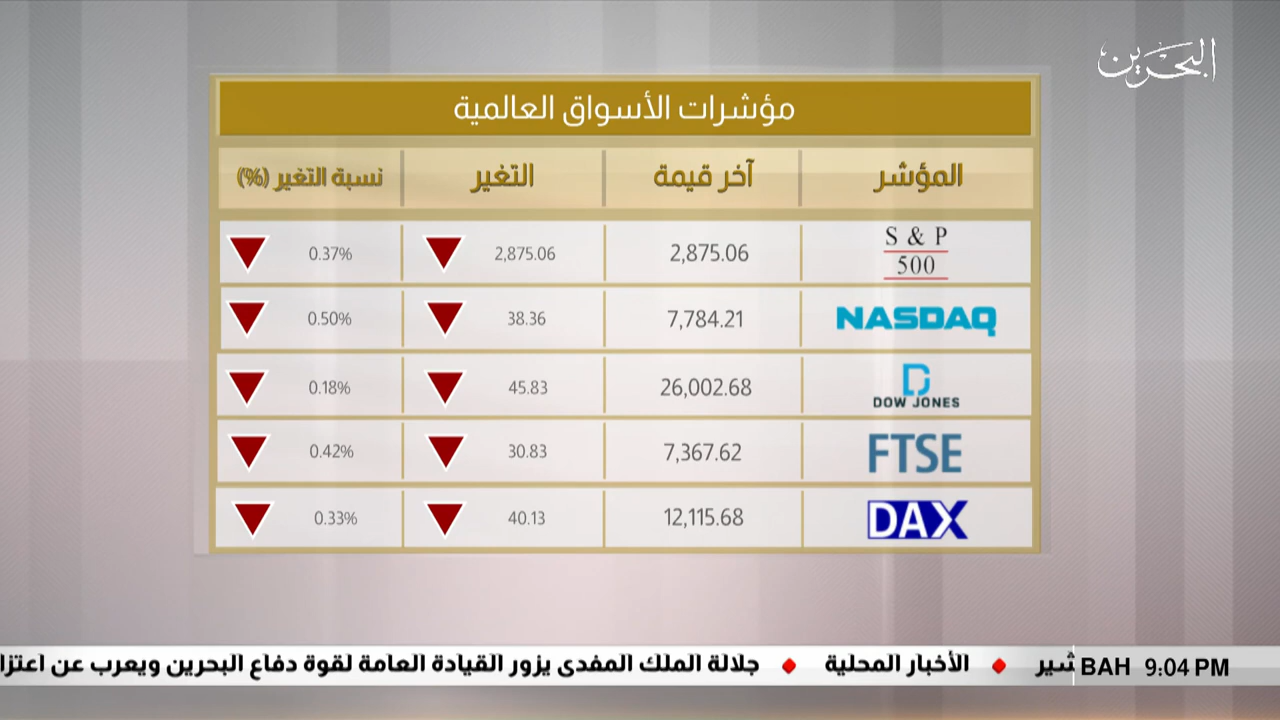 البحرين
مؤشرات الأسواق العالمية
المؤشر آخر قيمة التغير نسبة التغير (%)
S & P
500
2,875.06 2,875.06 0.37%
NASDAQ 7,784.21 38.36 0.50%
DOW JONES 26,002.68 45.83 0.18%
FTSE 7,367.62 30.83 0.42%
DAX 12,115.68 40.13 0.33%
BAH 9:04 PM
الأخبار المحلية جلالة الملك المفدى يزور القيادة العامة لقوة دفاع البحرين ويعرب عن